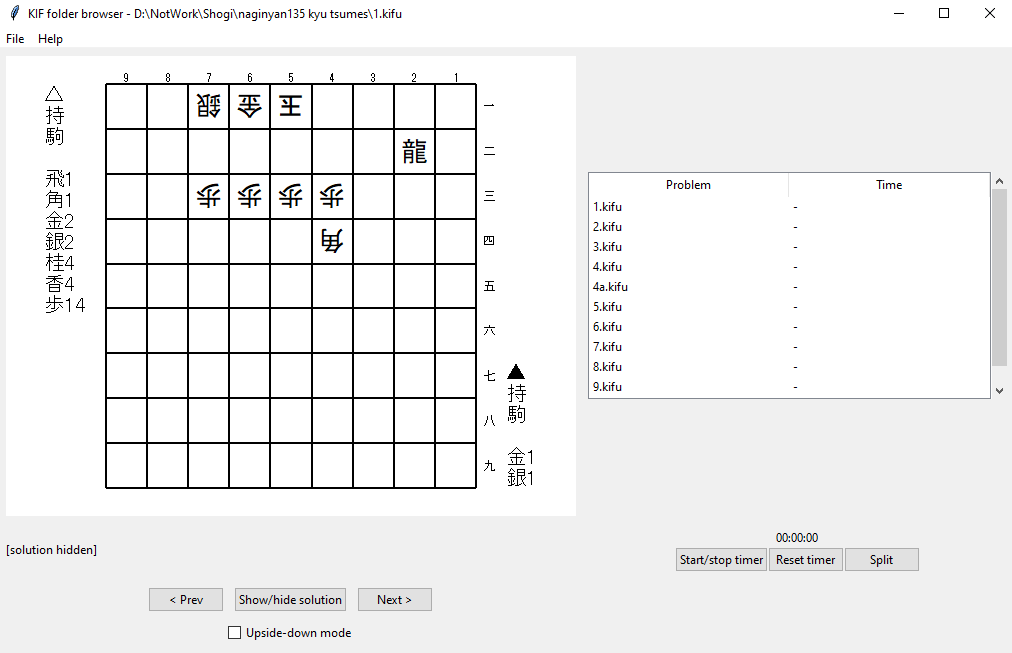 KIF folder browser - D:\NotWork\Shogi\naginyan135 kyu tsumes\1.kifu
File Help
9 8 7 6 5 4 3 2 1
△
持
駒
飛1
角1
金2
銀2
桂4
香4
歩14
銀 金 玉 一
龍 二
歩 歩 歩 歩 三
角 四
五
六
七
八
九
▲
持
駒
金1
銀1
Problem Time
1.kifu -
2.kifu -
3.kifu -
4.kifu -
4a.kifu -
5.kifu -
6.kifu -
7.kifu -
8.kifu -
9.kifu -
[solution hidden]
00:00:00
Start/stop timer Reset timer Split
< Prev Show/hide solution Next >
Upside-down mode